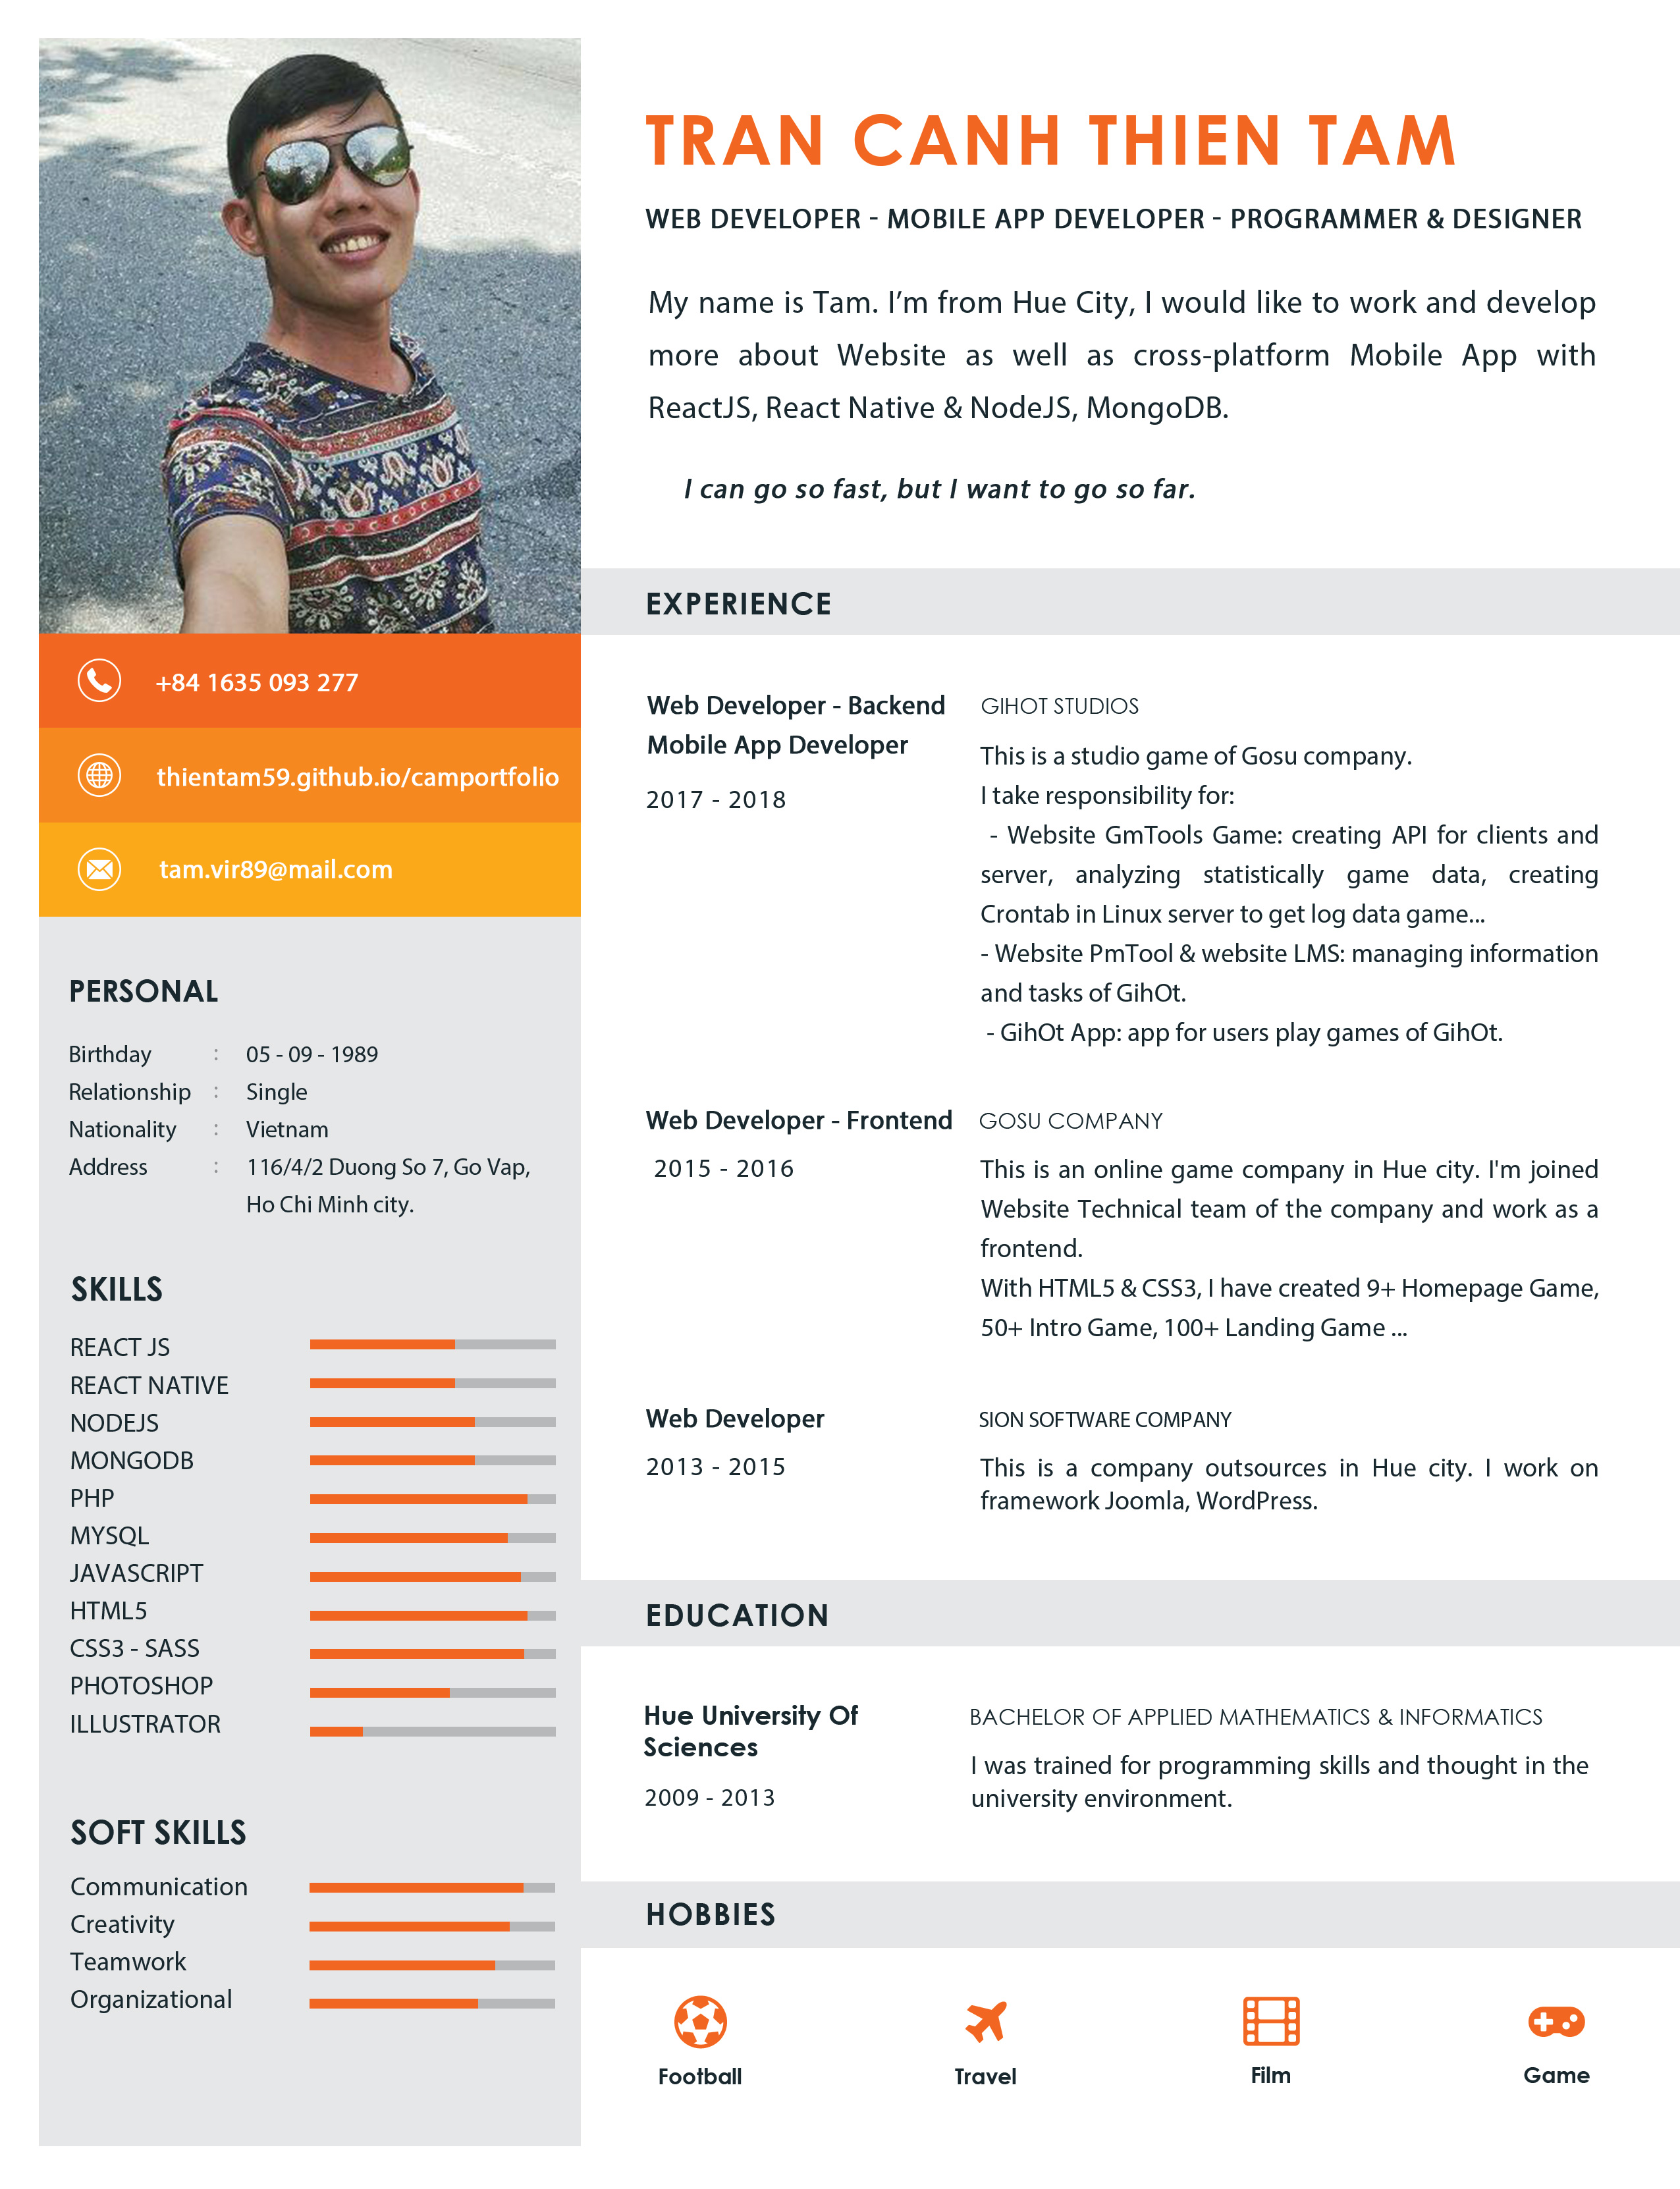 TRAN CANH THIEN TAM
WEB DEVELOPER - MOBILE APP DEVELOPER - PROGRAMMER & DESIGNER
My name is Tam. I’m from Hue City, I would like to work and develop
more about Website as well as cross-platform Mobile App with
ReactJS, React Native & NodeJS, MongoDB.
I can go so fast, but I want to go so far.
+84 1635 093 277
thientam59.github.io/camportfolio
tam.vir89@mail.com
PERSONAL
Birthday : 05 - 09 - 1989
Relationship : Single
Nationality : Vietnam
Address : 116/4/2 Duong So 7, Go Vap,
Ho Chi Minh city.
SKILLS
REACT JS
REACT NATIVE
NODEJS
MONGODB
PHP
MYSQL
JAVASCRIPT
HTML5
CSS3 - SASS
PHOTOSHOP
ILLUSTRATOR
SOFT SKILLS
Communication
Creativity
Teamwork
Organizational
EXPERIENCE
Web Developer - Backend
Mobile App Developer
2017 - 2018
GIHOT STUDIOS
This is a studio game of Gosu company.
I take responsibility for:
- Website GmTools Game: creating API for clients and
server, analyzing statistically game data, creating
Crontab in Linux server to get log data game...
- Website PmTool & website LMS: managing information
and tasks of GihOt.
- GihOt App: app for users play games of GihOt.
Web Developer - Frontend
2015 - 2016
GOSU COMPANY
This is an online game company in Hue city. I'm joined
Website Technical team of the company and work as a
frontend.
With HTML5 & CSS3, I have created 9+ Homepage Game,
50+ Intro Game, 100+ Landing Game ...
Web Developer
2013 - 2015
SION SOFTWARE COMPANY
This is a company outsources in Hue city. I work on
framework Joomla, WordPress.
EDUCATION
Hue University Of
Sciences
2009 - 2013
BACHELOR OF APPLIED MATHEMATICS & INFORMATICS
I was trained for programming skills and thought in the
university environment.
HOBBIES
Football
Travel
Film
Game